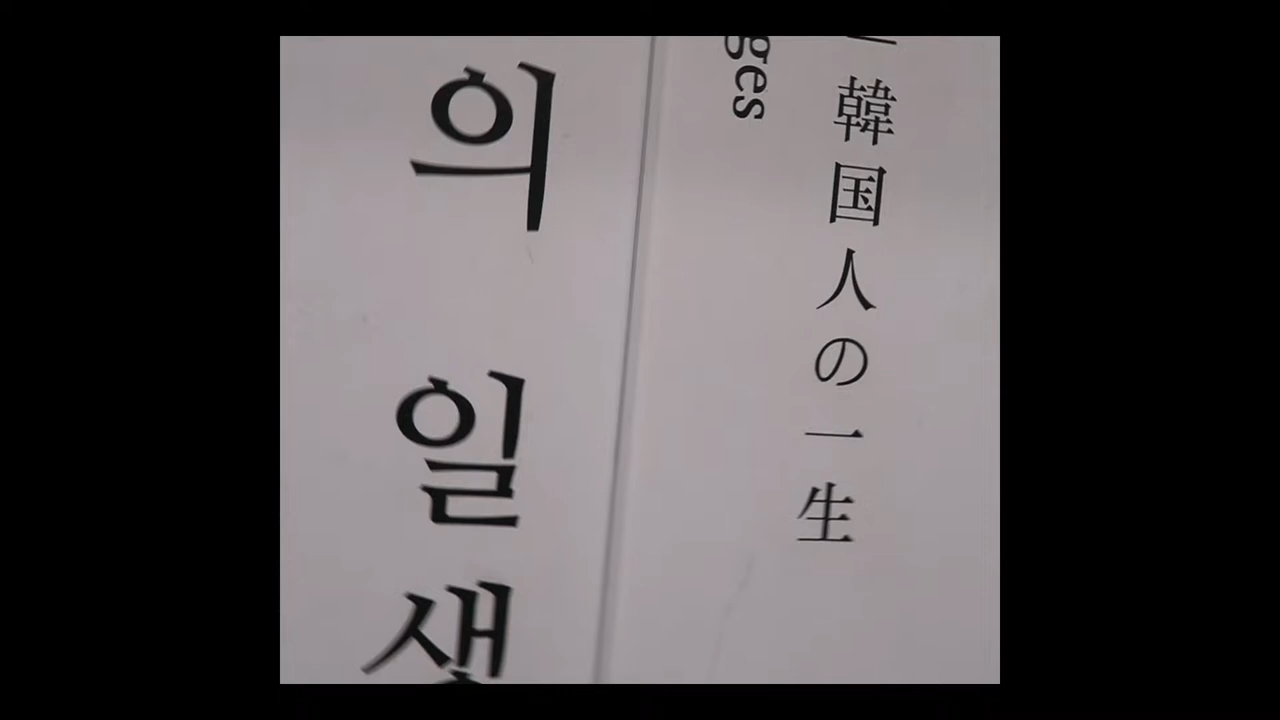 의 일생
ges
韓国人の一生